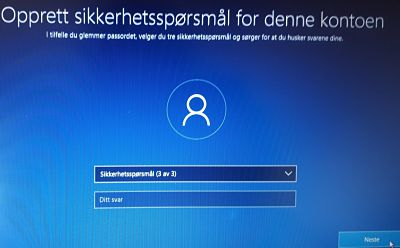 Opprett sikkerhetsspørsmål for denne kontoen
I tilfelle du glemmer passordet, velger du tre sikkerhetsspørsmål og sørger for at du husker svarene dine.
Sikkerhetsspørsmål (3 av 3)
Ditt svar
Neste